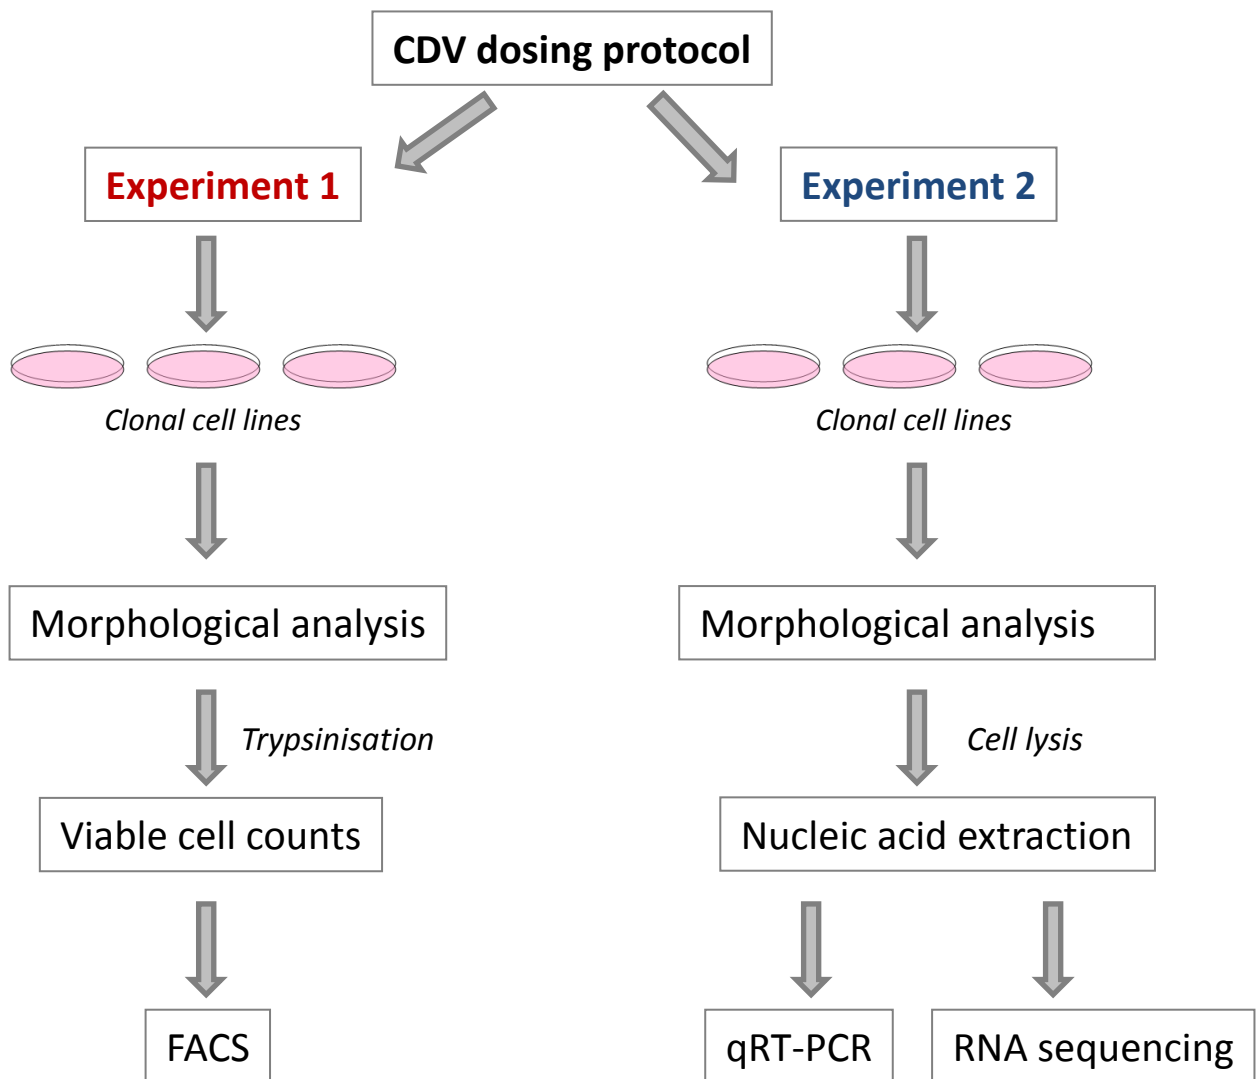 CDV dosing protocol
Experiment 1
Experiment 2
Clonal cell lines
Clonal cell lines
Morphological analysis
Morphological analysis
Trypsinisation
Cell lysis
Viable cell counts
Nucleic acid extraction
FACS
qRT-PCR
RNA sequencing